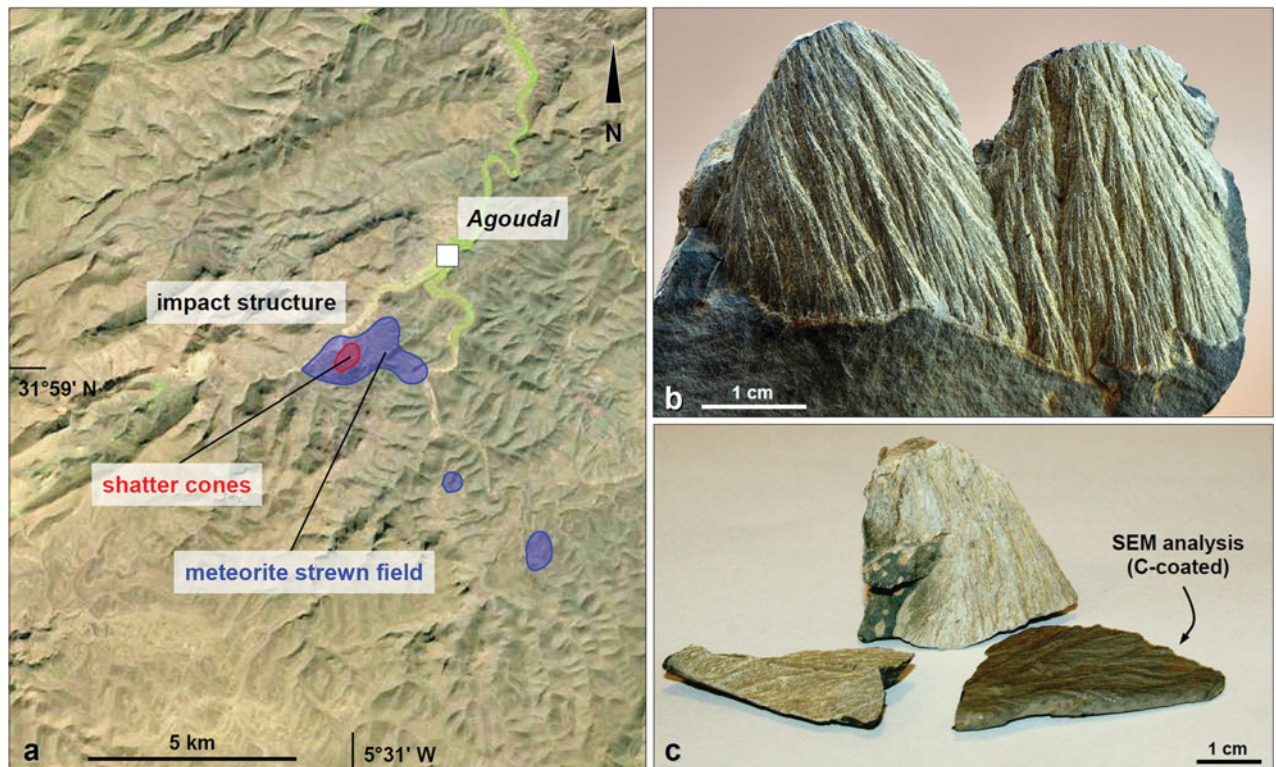 N
Agoudal
impact structure
31°59' N
shatter cones
meteorite strewn field
5 km
5°31' W
a
1 cm
b
SEM analysis
(C-coated)
1 cm
c